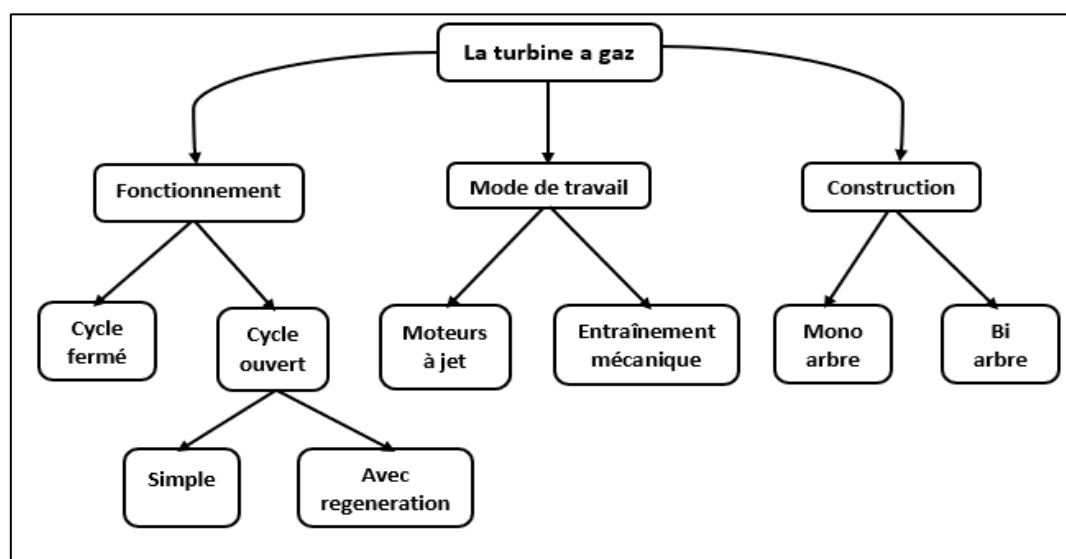 La turbine a gaz
Fonctionnement
Mode de travail
Construction
Cycle
fermé
Cycle
ouvert
Moteurs
à jet
Entraînement
mécanique
Mono
arbre
Bi
arbre
Simple
Avec
regeneration